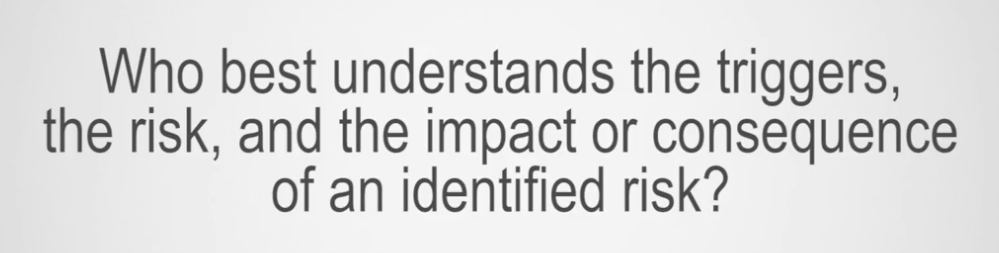 Who best understands the triggers,
the risk, and the impact or consequence
of an identified risk?